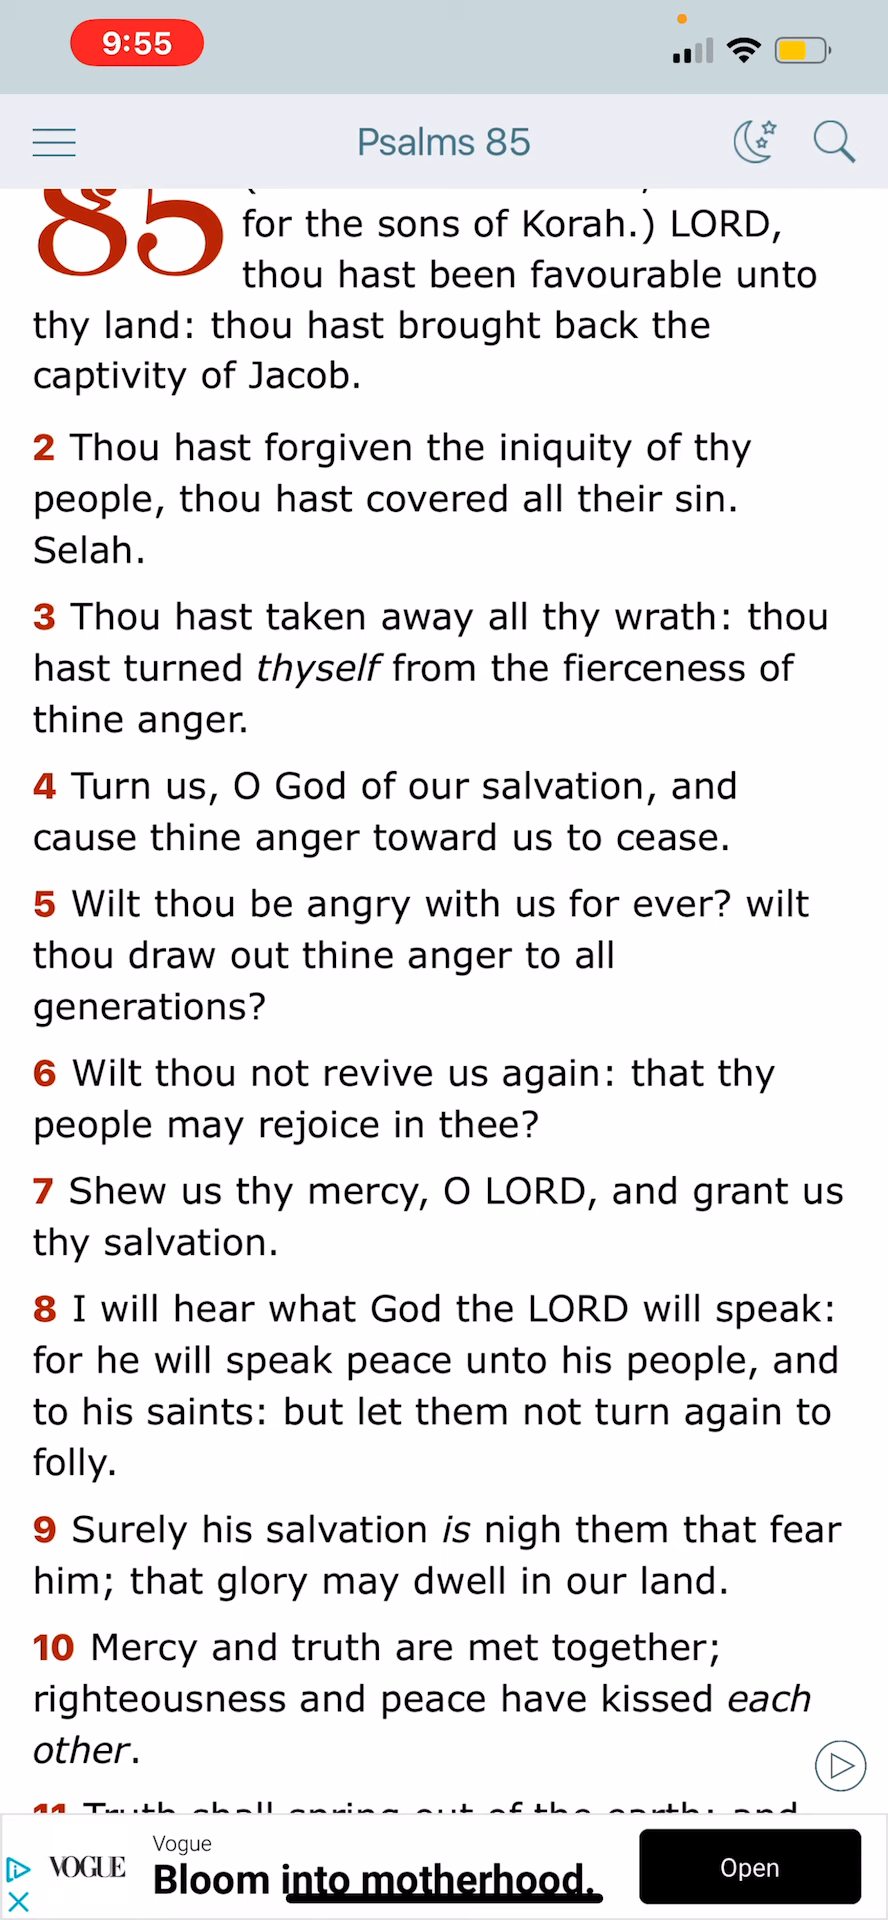 9:55
Psalms 85
85
for the sons of Korah.) LORD,
thou hast been favourable unto
thy land: thou hast brought back the
captivity of Jacob.
2 Thou hast forgiven the iniquity of thy
people, thou hast covered all their sin.
Selah.
3 Thou hast taken away all thy wrath: thou
hast turned thyself from the fierceness of
thine anger.
4 Turn us, O God of our salvation, and
cause thine anger toward us to cease.
5 Wilt thou be angry with us for ever? wilt
thou draw out thine anger to all
generations?
6 Wilt thou not revive us again: that thy
people may rejoice in thee?
7 Shew us thy mercy, O LORD, and grant us
thy salvation.
8 I will hear what God the LORD will speak:
for he will speak peace unto his people, and
to his saints: but let them not turn again to
folly.
9 Surely his salvation is nigh them that fear
him; that glory may dwell in our land.
10 Mercy and truth are met together;
righteousness and peace have kissed each
other.
11 Truth shall spring out of the earth; and
Vogue
VOGUE
Bloom into motherhood.
Open